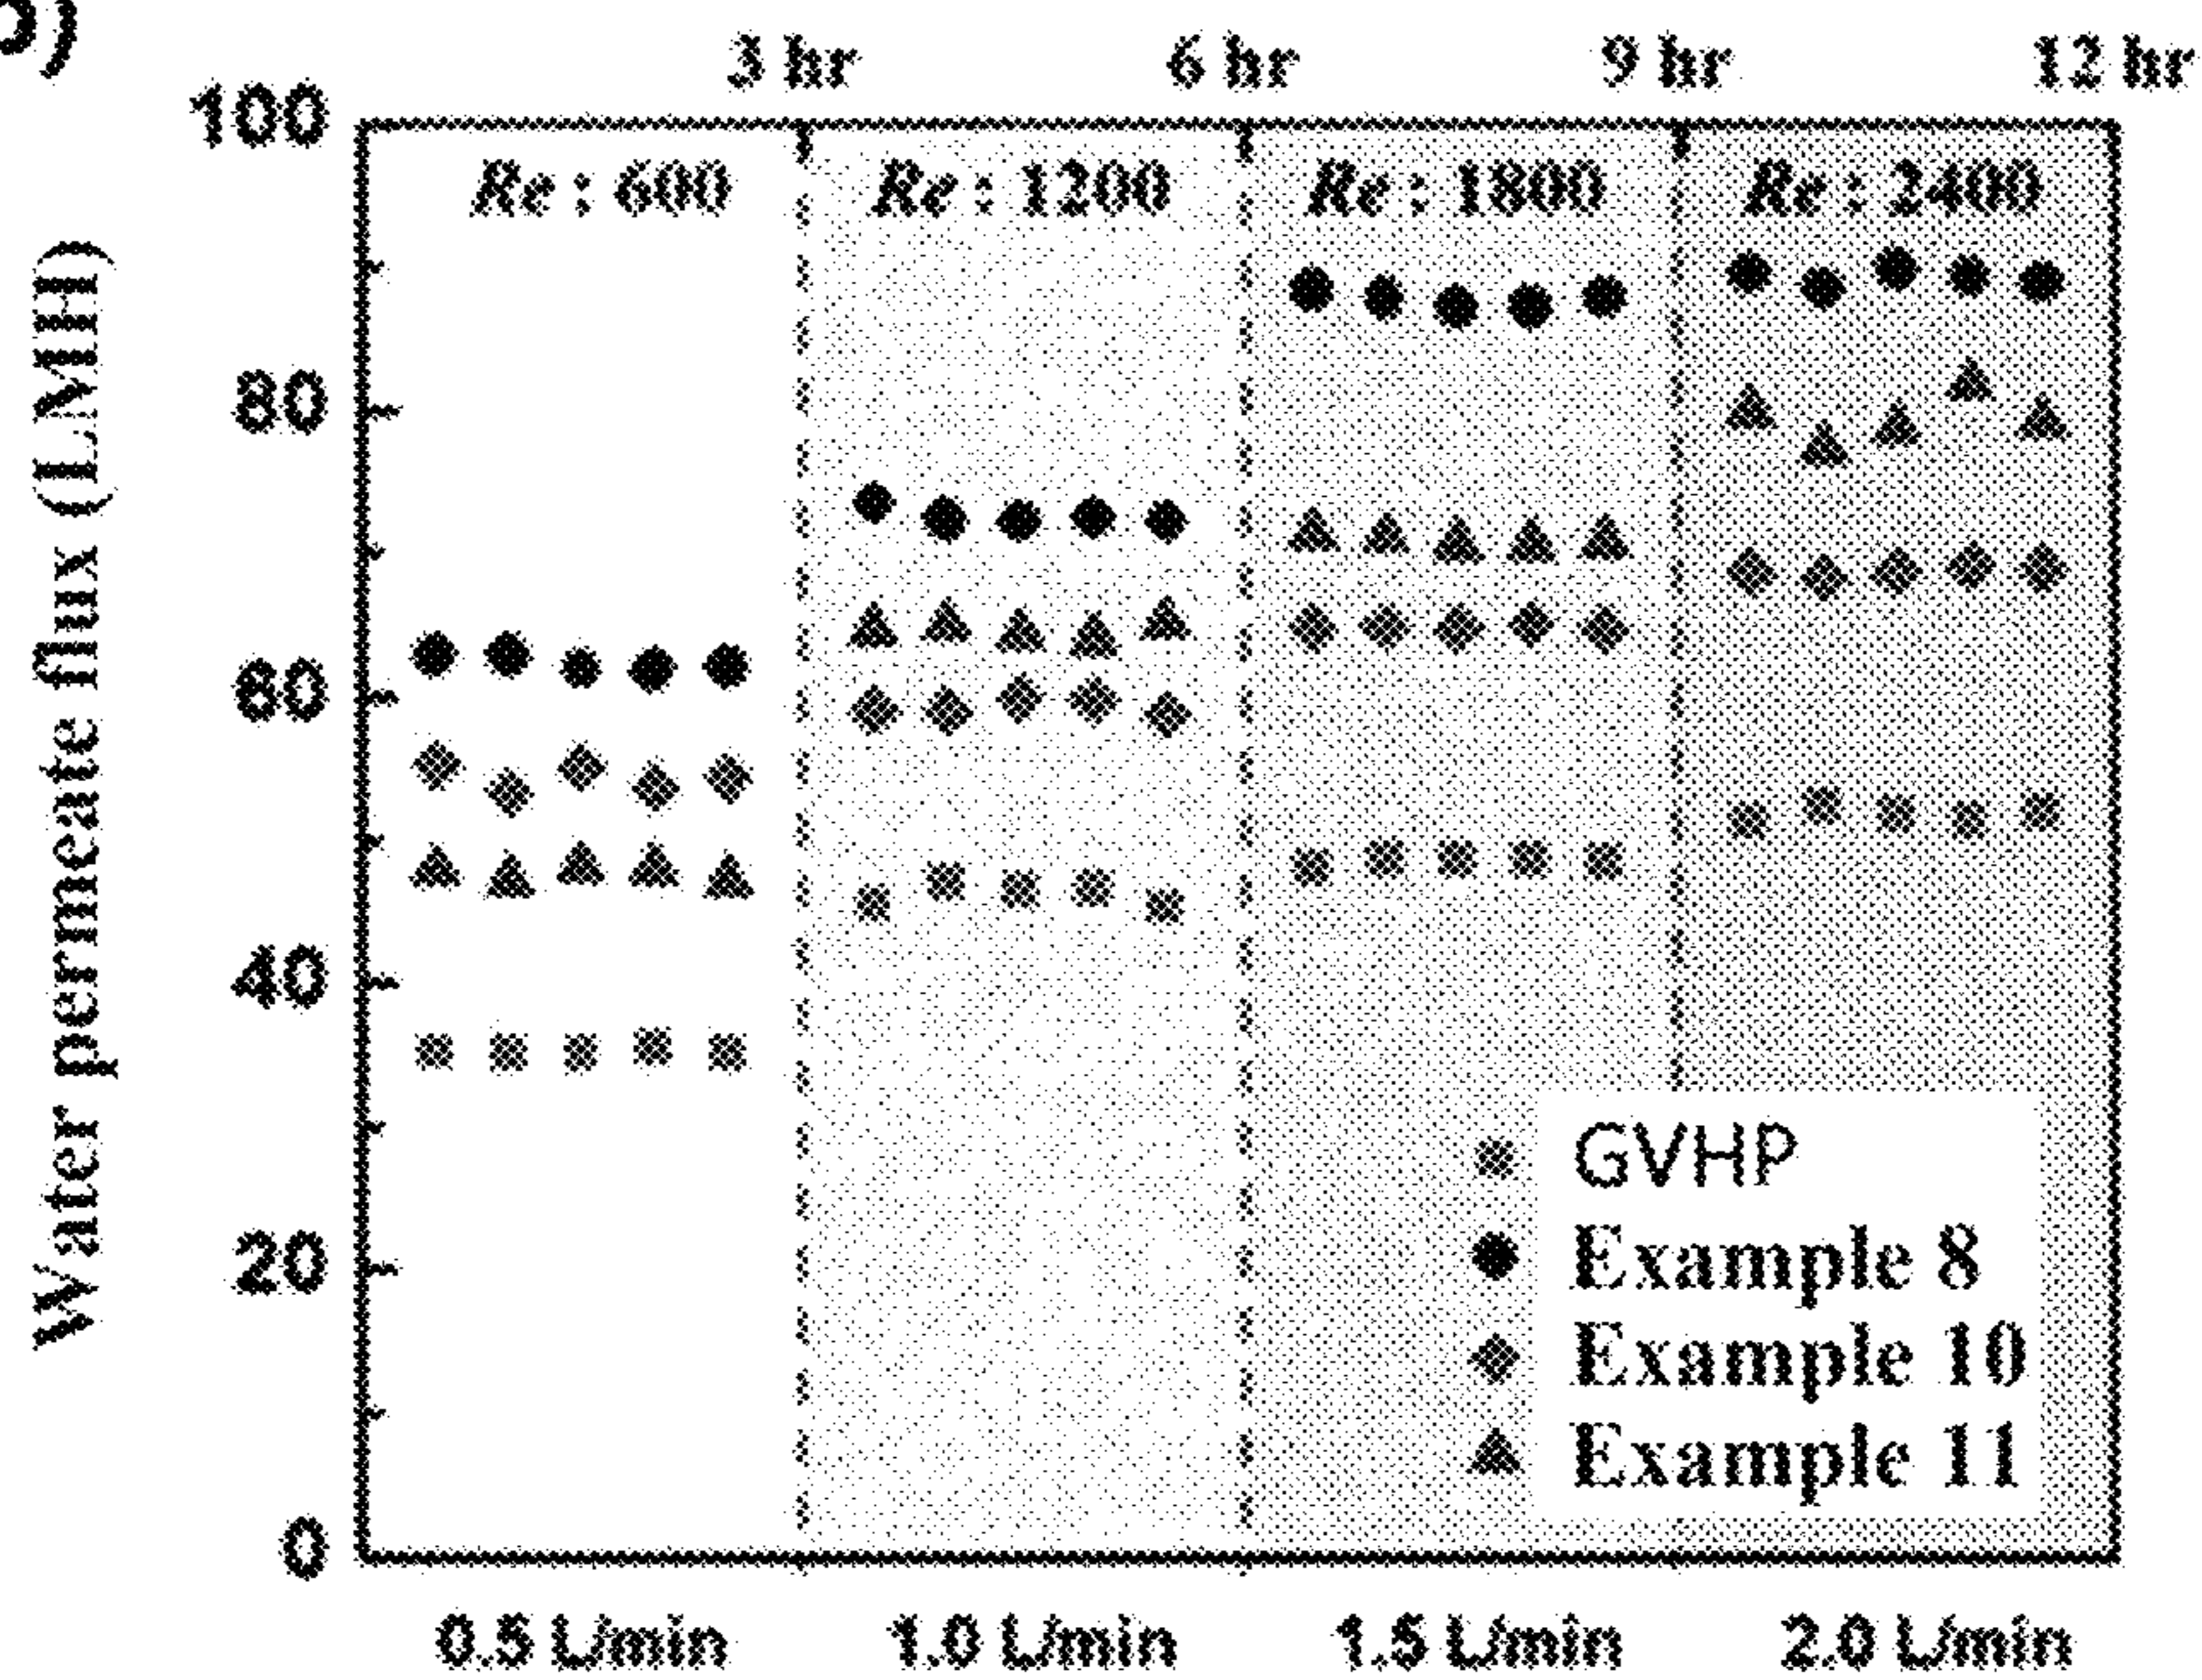 b)
3 hr 6 hr 9 hr 12 hr
Re : 600 Re : 1200 Re : 1800 Re : 2400
Water permeate flux (LMH)
100
80
60
40
20
0
GVHP
Example 8
Example 10
Example 11
0.5 L/min 1.0 L/min 1.5 L/min 2.0 L/min